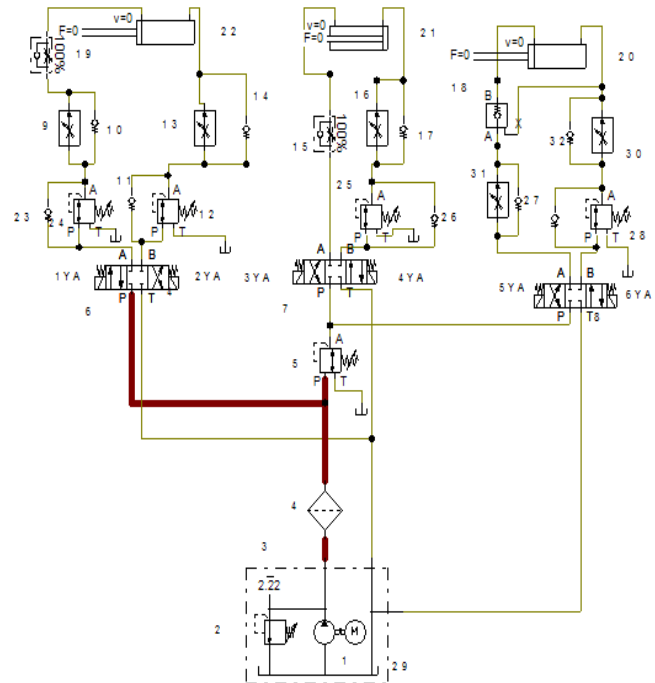 v=0
F=0
22
100%
19
9
10
13
14
11
A
A
23
24
12
P
T
P
T
A
B
1YA
2YA
P
T
6
v=0
F=0
21
16
100%
15
17
25
A
26
P
T
A
B
3YA
4YA
P
T
7
A
5
P
T
v=0
F=0
20
18
B
A
32
30
31
27
A
28
P
T
A
B
5YA
6YA
P
T8
4
3
2.22
2
M
1
29